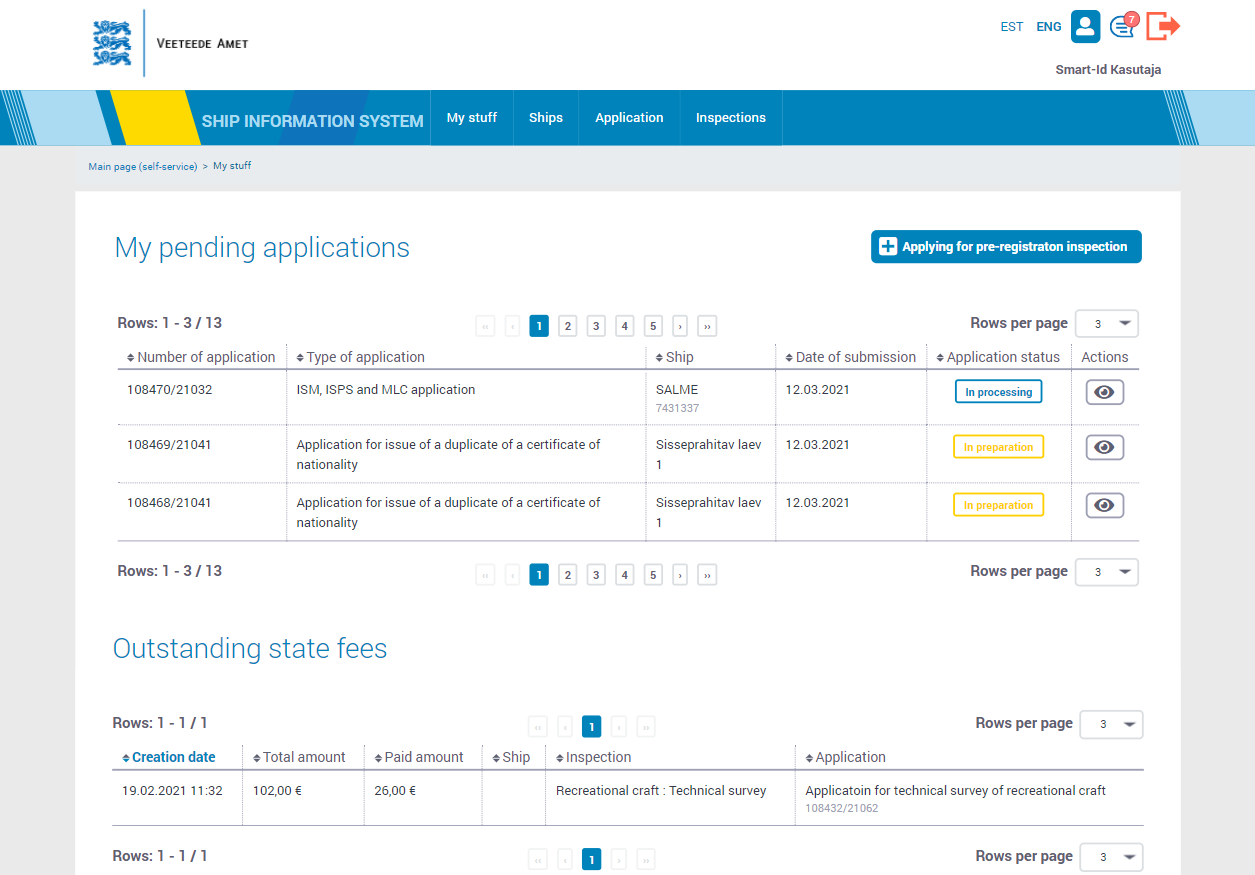 EST ENG 7
VEETEEDE AMET
Smart-Id Kasutaja
SHIP INFORMATION SYSTEM My stuff Ships Application Inspections
Main page (self-service) > My stuff
My pending applications
Applying for pre-registraton inspection
Rows: 1 - 3 / 13 « ‹ 1 2 3 4 5 › » Rows per page 3
Number of application Type of application Ship Date of submission Application status Actions
108470/21032 ISM, ISPS and MLC application SALME 12.03.2021 In processing
7431337
108469/21041 Application for issue of a duplicate of a certificate of Sisseprahitav laev 12.03.2021 In preparation
nationality 1
108468/21041 Application for issue of a duplicate of a certificate of Sisseprahitav laev 12.03.2021 In preparation
nationality 1
Rows: 1 - 3 / 13 « ‹ 1 2 3 4 5 › » Rows per page 3
Outstanding state fees
Rows: 1 - 1 / 1 « ‹ 1 › » Rows per page 3
Creation date Total amount Paid amount Ship Inspection Application
19.02.2021 11:32 102,00 € 26,00 € Recreational craft : Technical survey Applicatoin for technical survey of recreational craft
108432/21062
Rows: 1 - 1 / 1 « ‹ 1 › » Rows per page 3